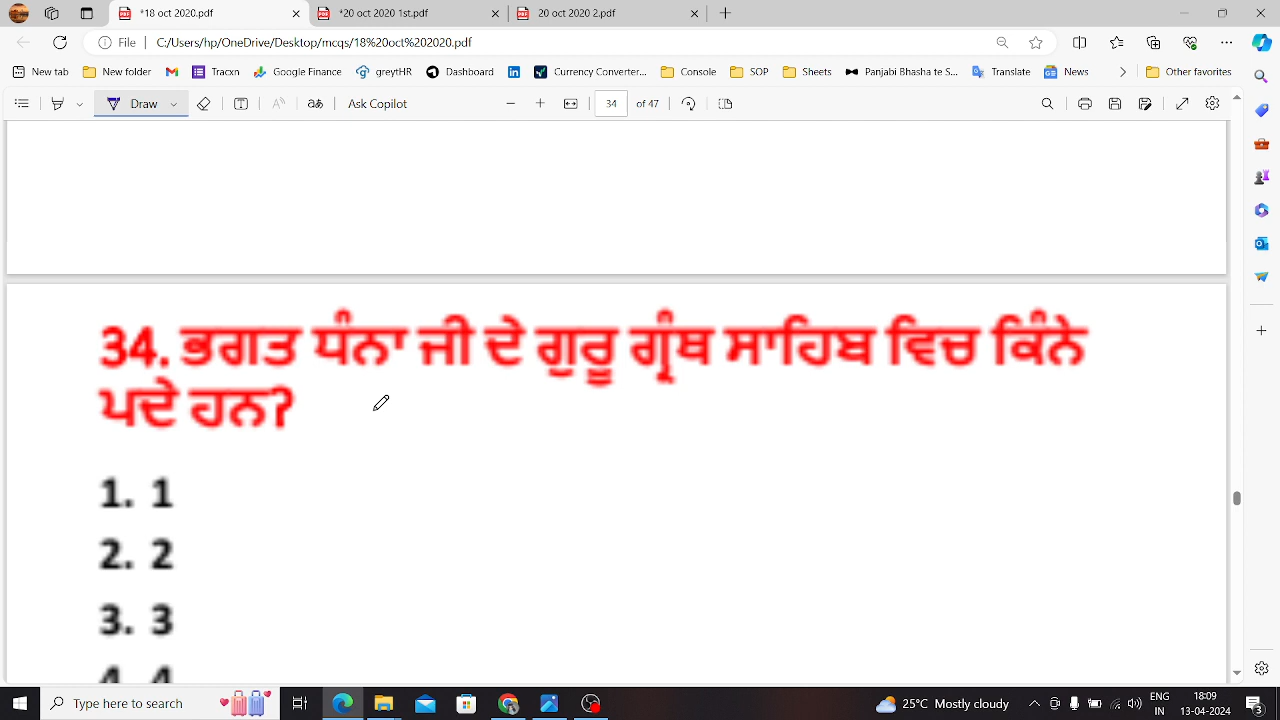 *18 oct 2020.pdf
*20 oct 2020 1st.pdf
20 oct 2020 2.pdf
File
C:/Users/hp/OneDrive/Desktop/mcqs/18%20oct%202020.pdf
New tab
New folder
Tracxn
Google Finance
greytHR
Dashboard
Currency Converter...
Console
SOP
Sheets
Panjabi Bhasha te S...
Translate
News
Other favorites
Draw
Ask Copilot
34
of 47
34. ਭਗਤ ਧੰਨਾ ਜੀ ਦੇ ਗੁਰੂ ਗ੍ਰੰਥ ਸਾਹਿਬ ਵਿਚ ਕਿੰਨੇ
ਪਦੇ ਹਨ?
1. 1
2. 2
3. 3
4. 4
Type here to search
25°C Mostly cloudy
ENG
IN
18:09
13-04-2024
3